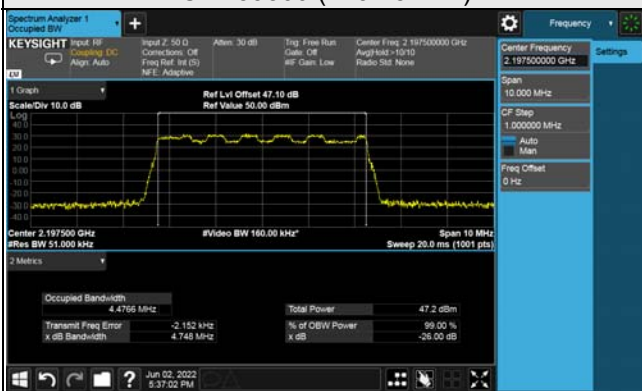 Spectrum Analyzer 1
Occupied BW
Frequency
KEYSIGHT
Input: RF
Coupling: DC
Align: Auto
Input Z: 50 Ω
Corrections: Off
Freq Ref: Int (S)
NFE: Adaptive
Atten: 30 dB
Trig: Free Run
Gate: Off
#IF Gain: Low
Center Freq: 2.197500000 GHz
Avg|Hold:>10/10
Radio Std: None
Center Frequency
2.197500000 GHz
Settings
Span
10.000 MHz
CF Step
1.000000 MHz
Auto
Man
Freq Offset
0 Hz
1 Graph
Scale/Div 10.0 dB
Ref Lvl Offset 47.10 dB
Ref Value 50.00 dBm
Log
40.0
30.0
20.0
10.0
0.00
-10.0
-20.0
-30.0
-40.0
Center 2.197500 GHz
#Res BW 51.000 kHz
#Video BW 160.00 kHz*
Span 10 MHz
Sweep 20.0 ms (1001 pts)
2 Metrics
Occupied Bandwidth
4.4766 MHz
Total Power
47.2 dBm
Transmit Freq Error
-2.152 kHz
% of OBW Power
99.00 %
x dB Bandwidth
4.748 MHz
x dB
-26.00 dB
Jun 02, 2022
5:37:02 PM